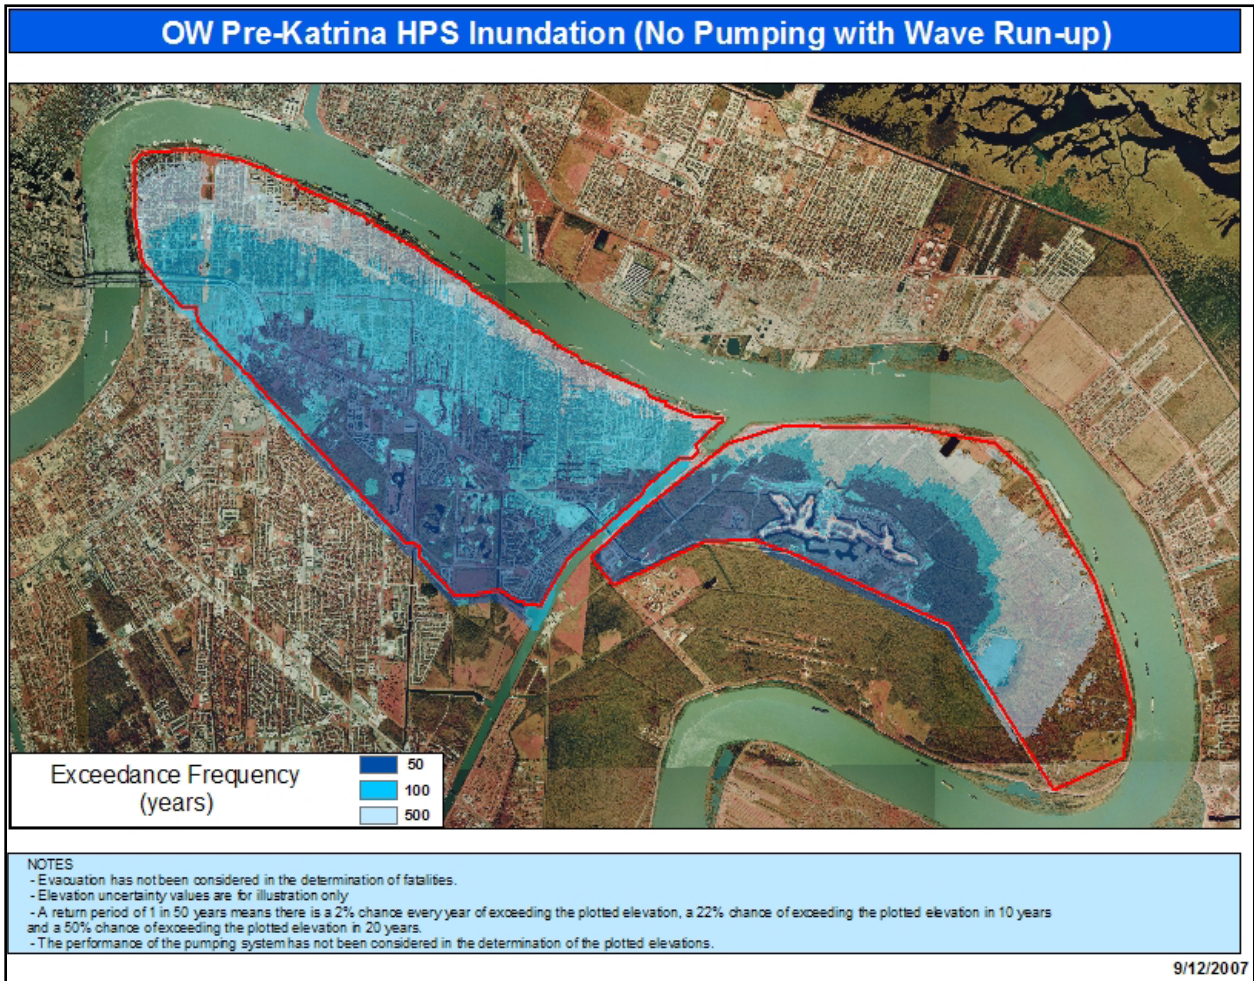 OW Pre-Katrina HPS Inundation (No Pumping with Wave Run-up)
Exceedance Frequency
(years)
50
100
500
NOTES
- Evacuation has not been considered in the determination of fatalities.
- Elevation uncertainty values are for illustration only
- A return period of 1 in 50 years means there is a 2% chance every year of exceeding the plotted elevation, a 22% chance of exceeding the plotted elevation in 10 years
and a 50% chance of exceeding the plotted elevation in 20 years.
- The performance of the pumping system has not been considered in the determination of the plotted elevations.
9/12/2007